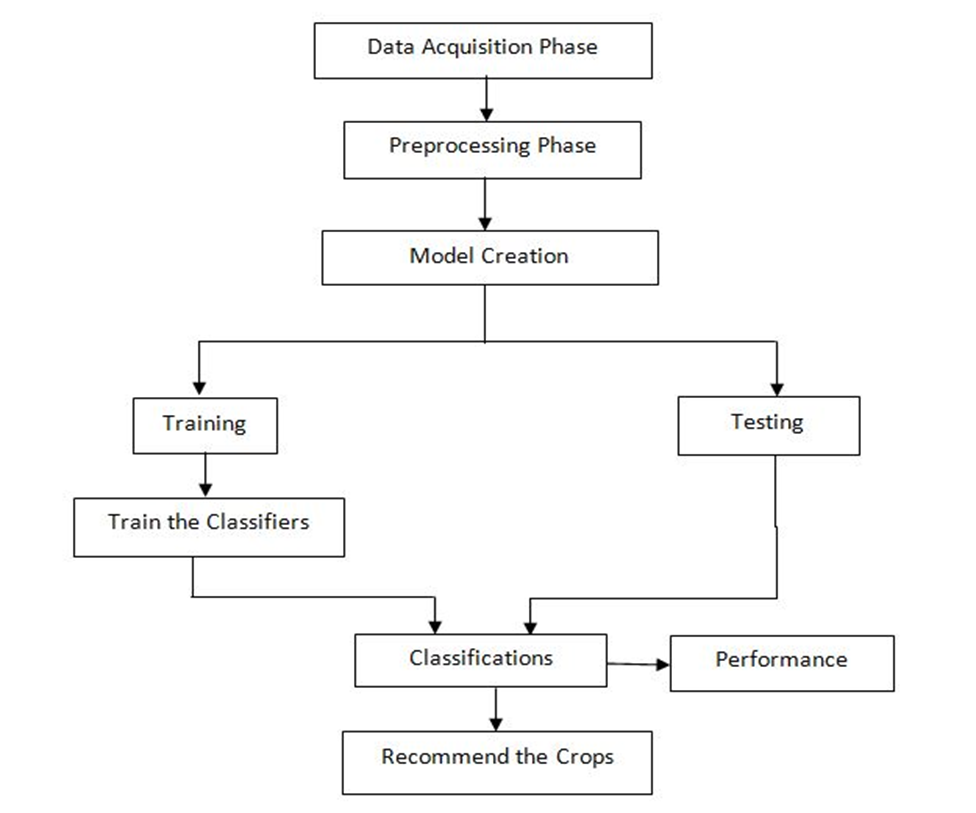 Data Acquisition Phase
Preprocessing Phase
Model Creation
Training
Testing
Train the Classifiers
Classifications
Performance
Recommend the Crops